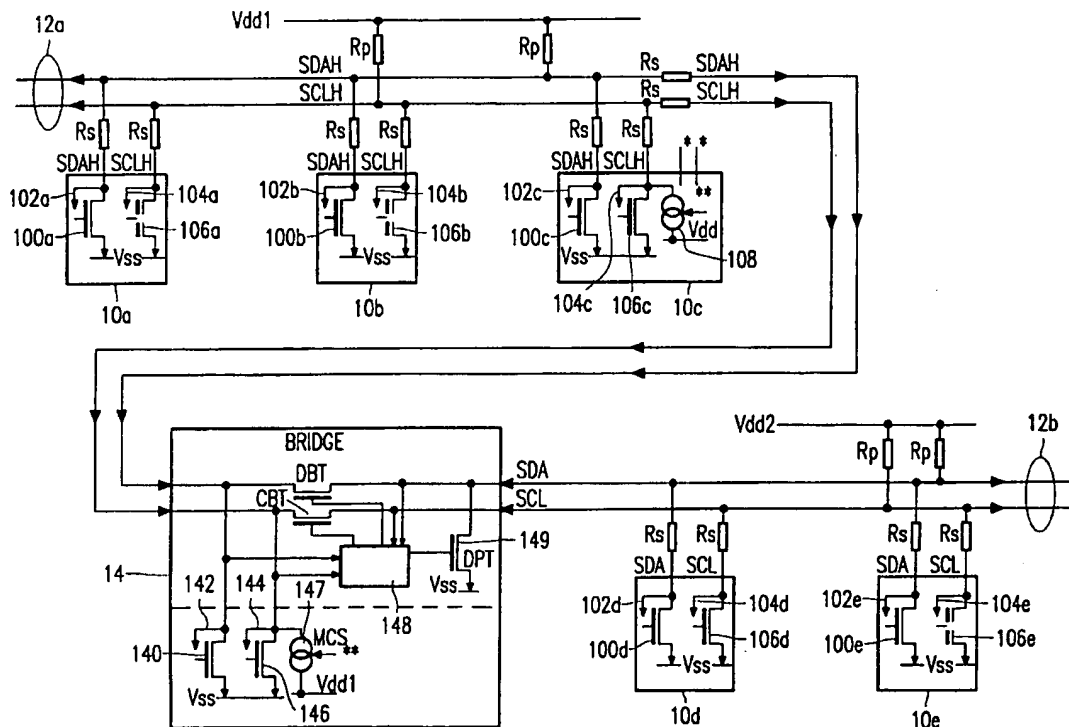 12a
Vdd1
Rp
Rp
SDAH
Rs
SDAH
SCLH
Rs
SCLH
Rs
Rs
Rs
Rs
Rs
Rs
SDAH
SCLH
SDAH
SCLH
SDAH
SCLH
*
*
**
102a
104a
102b
104b
102c
100a
106a
100b
106b
100c
Vdd
Vss
Vss
Vss
108
10a
10b
104c
106c
10c
BRIDGE
Vdd2
12b
Rp
Rp
DBT
SDA
CBT
SCL
149
DPT
Vss
Rs
Rs
Rs
Rs
14
142
144
147
148
SDA
SCL
SDA
SCL
140
MCS
**
102d
104d
102e
104e
100d
106d
100e
106e
Vss
Vdd1
146
Vss
Vss
10d
10e